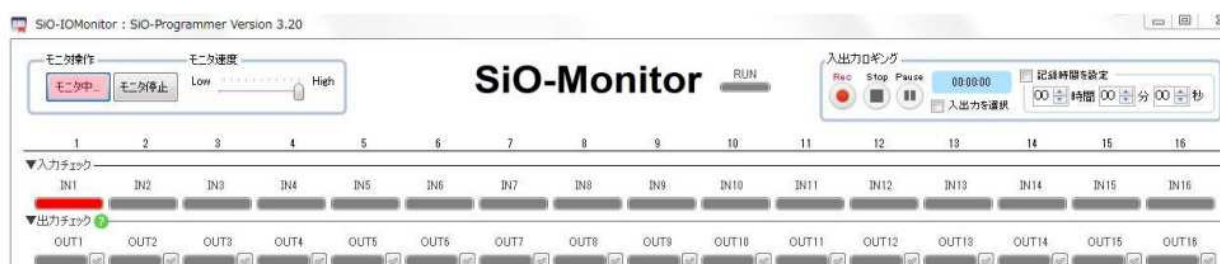 SiO-IOMonitor : SiO-Programmer Version 3.20
モニタ操作 モニタ速度 入出力ロギング
モニタ中... モニタ停止 Low High SiO-Monitor RUN Rec Stop Pause 00:00:00 入出力を選択 記録時間を設定 00 時間 00 分 00 秒
1 2 3 4 5 6 7 8 9 10 11 12 13 14 15 16
▼入力チェック
IN1 IN2 IN3 IN4 IN5 IN6 IN7 IN8 IN9 IN10 IN11 IN12 IN13 IN14 IN15 IN16
▼出力チェック ?
OUT1 OUT2 OUT3 OUT4 OUT5 OUT6 OUT7 OUT8 OUT9 OUT10 OUT11 OUT12 OUT13 OUT14 OUT15 OUT16